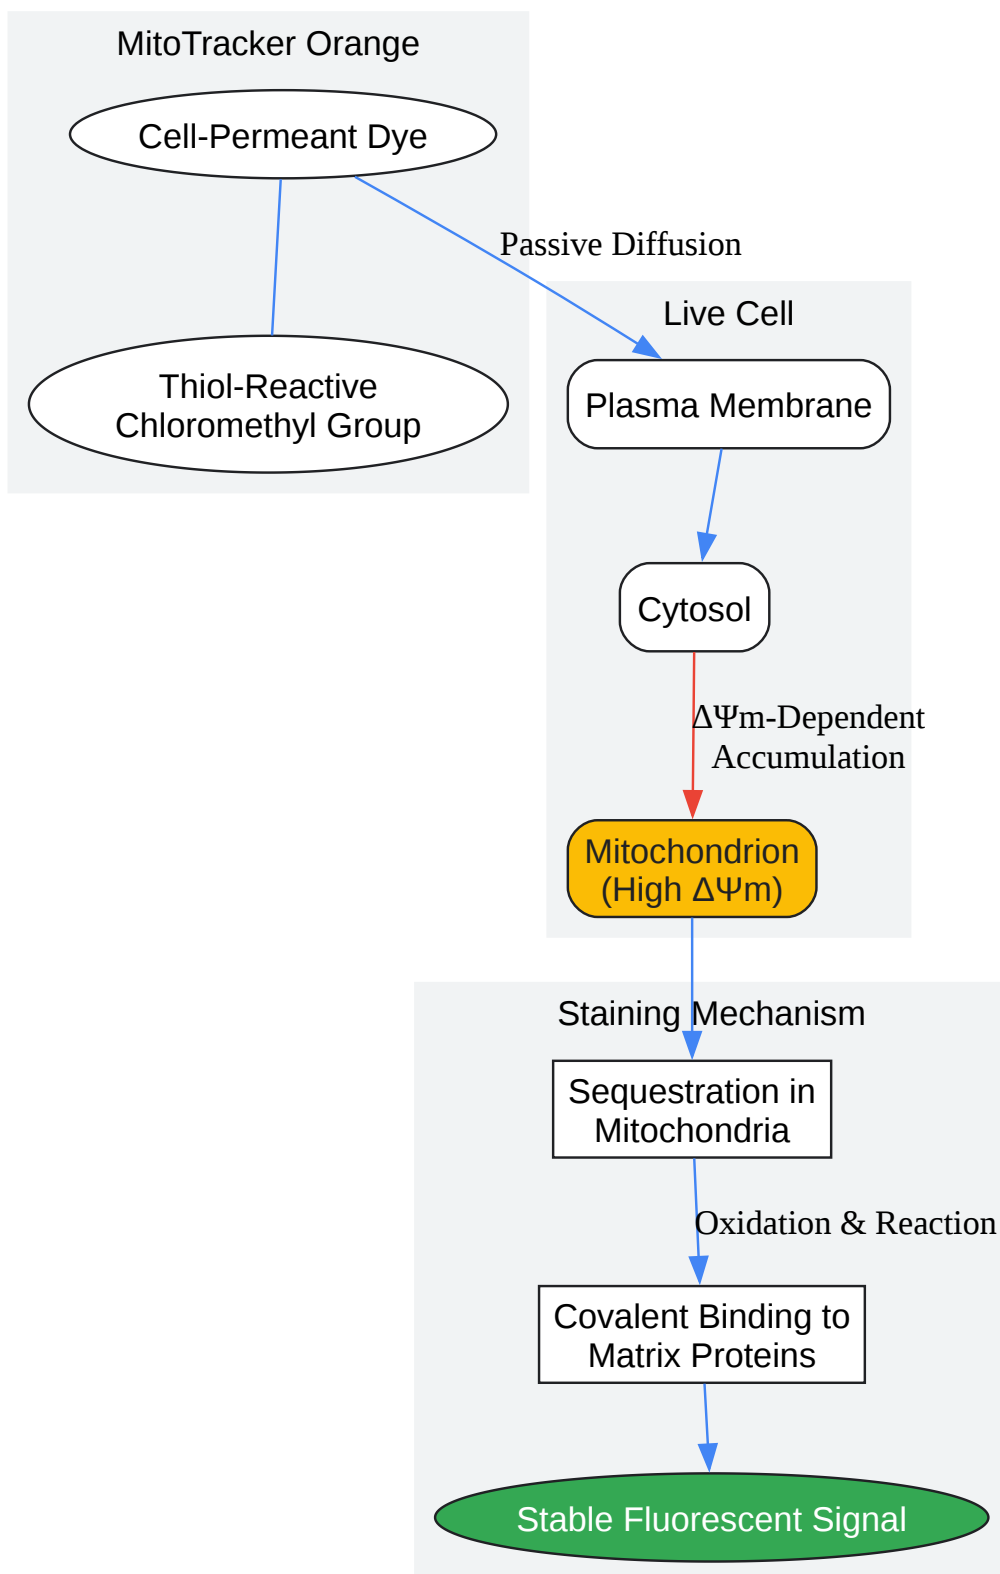 MitoTracker Orange
Cell-Permeant Dye
Passive Diffusion
Live Cell
Thiol-Reactive
Chloromethyl Group
Plasma Membrane
Cytosol
ΔΨm-Dependent
Accumulation
Mitochondrion
(High ΔΨm)
Staining Mechanism
Sequestration in
Mitochondria
Oxidation & Reaction
Covalent Binding to
Matrix Proteins
Stable Fluorescent Signal